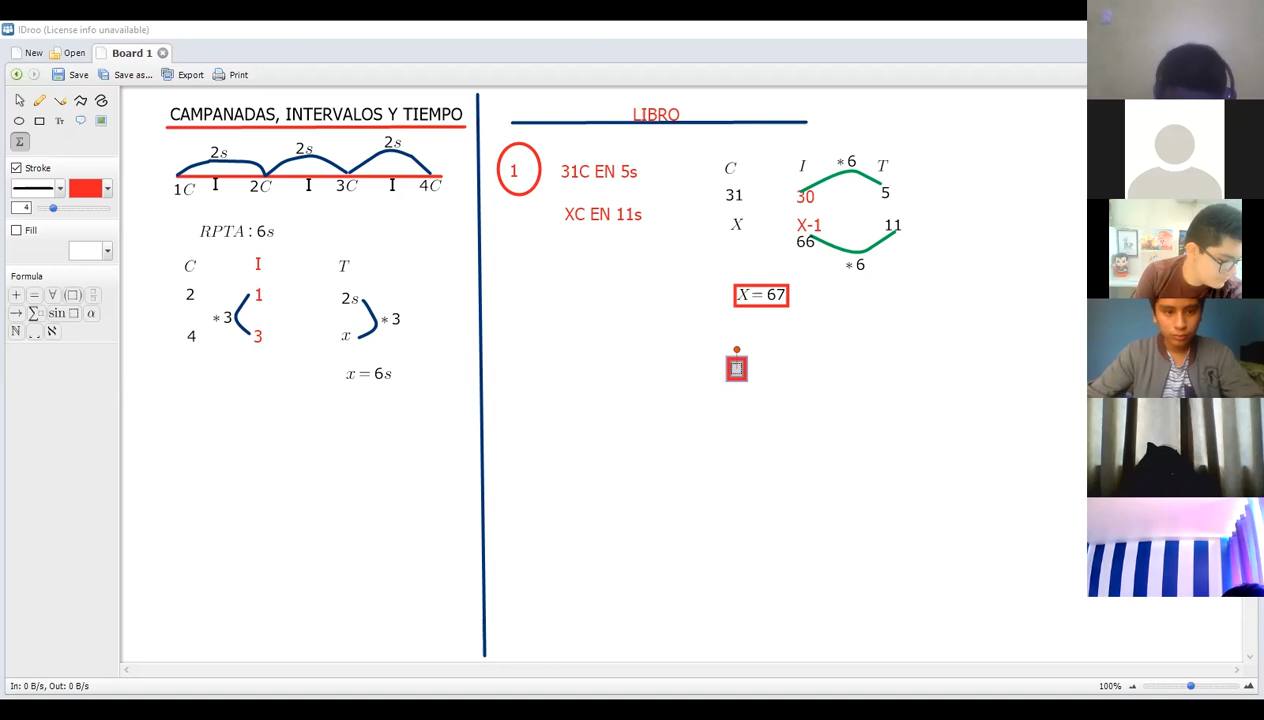 IDroo (License info unavailable)
New Open Board 1
Save Save as... Export Print
Tт
Σ
Stroke
4
Fill
Formula
+ = ∀ (□)
→ Σ sin □ α
ℕ ℵ
CAMPANADAS, INTERVALOS Y TIEMPO
2s 2s 2s
1C I 2C I 3C I 4C
RPTA : 6s
C I T
2 1 2s
∗ 3 ∗ 3
4 3 x
x = 6s
LIBRO
1 31C EN 5s
XC EN 11s
C I ∗ 6 T
31 30 5
X X-1 11
66
∗ 6
X = 67
In: 0 B/s, Out: 0 B/s
100%